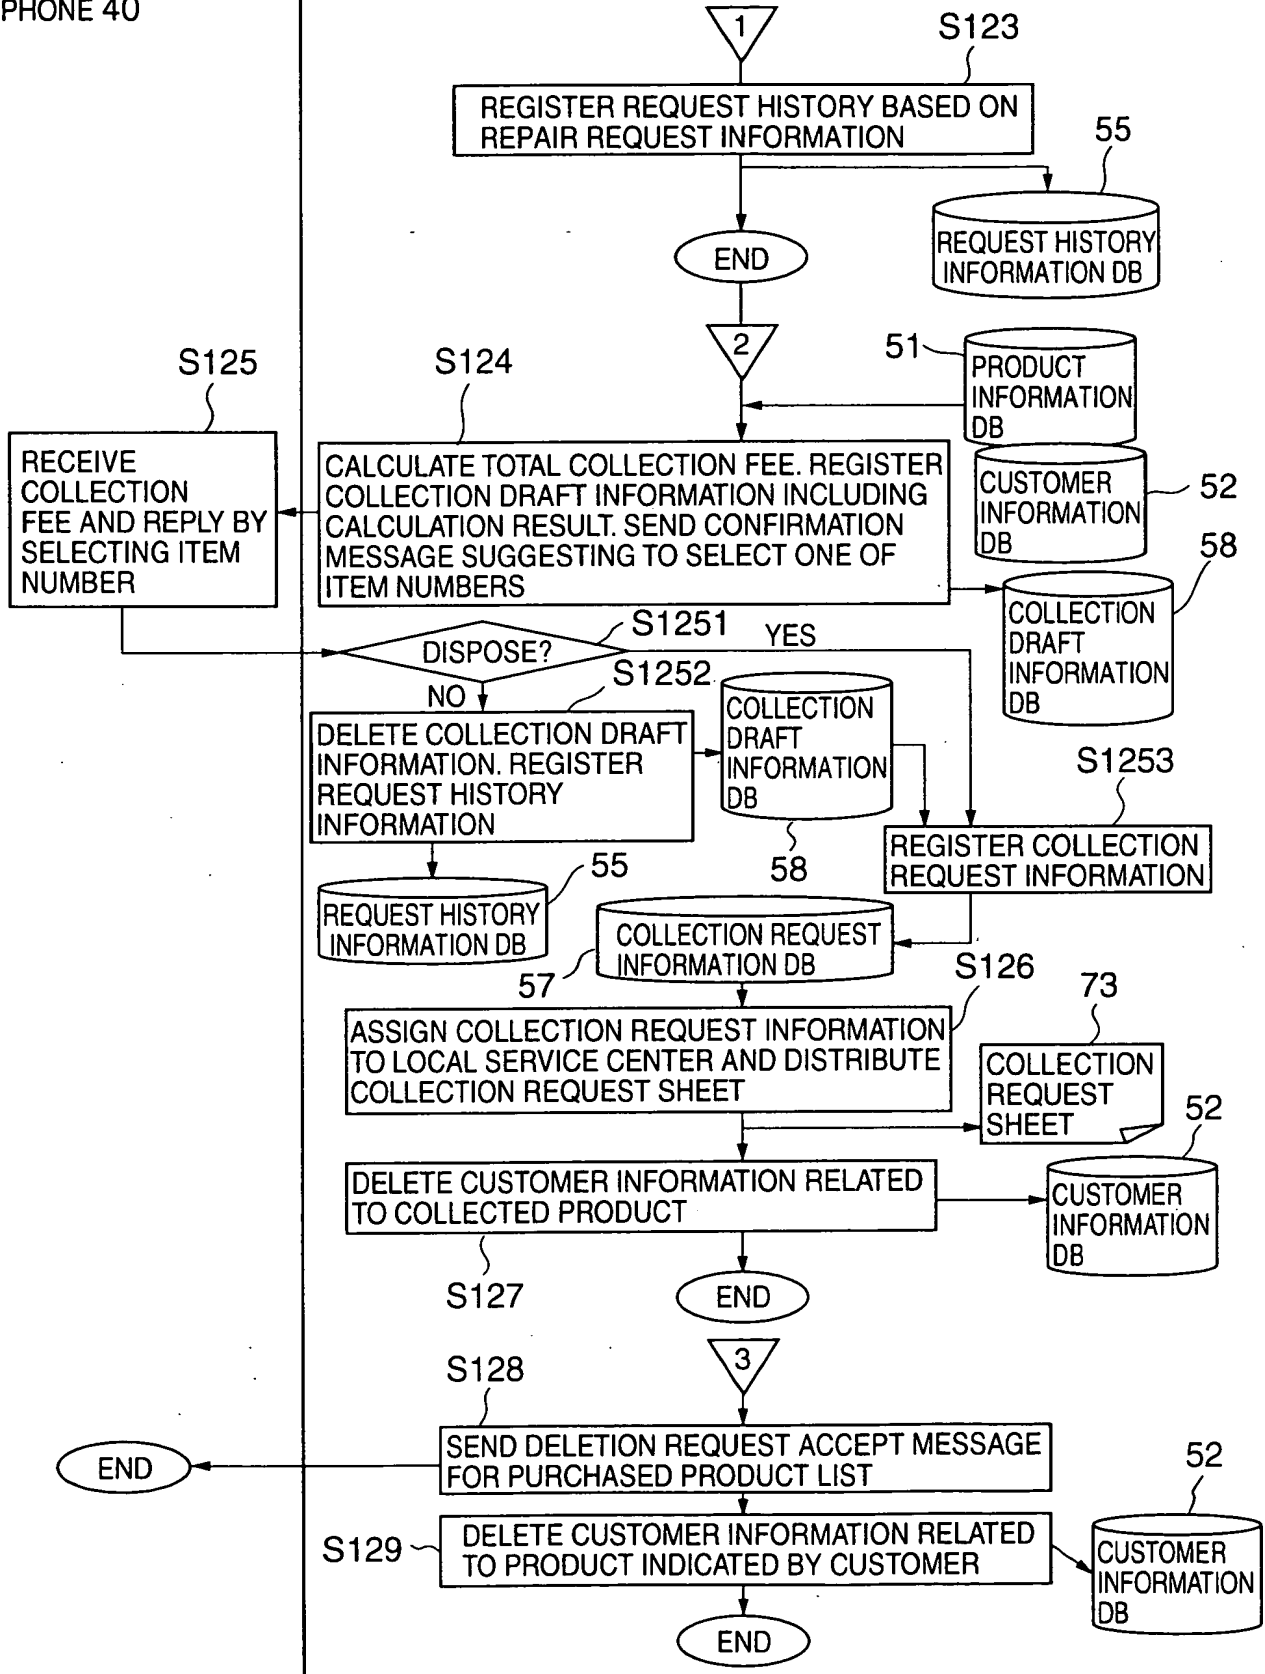 PHONE 40
1
S123
REGISTER REQUEST HISTORY BASED ON
REPAIR REQUEST INFORMATION
55
REQUEST HISTORY
INFORMATION DB
END
2
51
PRODUCT
INFORMATION
DB
S125
S124
RECEIVE
COLLECTION
FEE AND REPLY BY
SELECTING ITEM
NUMBER
CALCULATE TOTAL COLLECTION FEE. REGISTER
COLLECTION DRAFT INFORMATION INCLUDING
CALCULATION RESULT. SEND CONFIRMATION
MESSAGE SUGGESTING TO SELECT ONE OF
ITEM NUMBERS
CUSTOMER
INFORMATION
DB
52
58
COLLECTION
DRAFT
INFORMATION
DB
S1251
DISPOSE?
YES
NO
S1252
DELETE COLLECTION DRAFT
INFORMATION. REGISTER
REQUEST HISTORY
INFORMATION
COLLECTION
DRAFT
INFORMATION
DB
58
S1253
REGISTER COLLECTION
REQUEST INFORMATION
55
REQUEST HISTORY
INFORMATION DB
COLLECTION REQUEST
INFORMATION DB
57
S126
ASSIGN COLLECTION REQUEST INFORMATION
TO LOCAL SERVICE CENTER AND DISTRIBUTE
COLLECTION REQUEST SHEET
73
COLLECTION
REQUEST
SHEET
52
DELETE CUSTOMER INFORMATION RELATED
TO COLLECTED PRODUCT
CUSTOMER
INFORMATION
DB
S127
END
3
S128
SEND DELETION REQUEST ACCEPT MESSAGE
FOR PURCHASED PRODUCT LIST
END
52
S129
DELETE CUSTOMER INFORMATION RELATED
TO PRODUCT INDICATED BY CUSTOMER
CUSTOMER
INFORMATION
DB
END